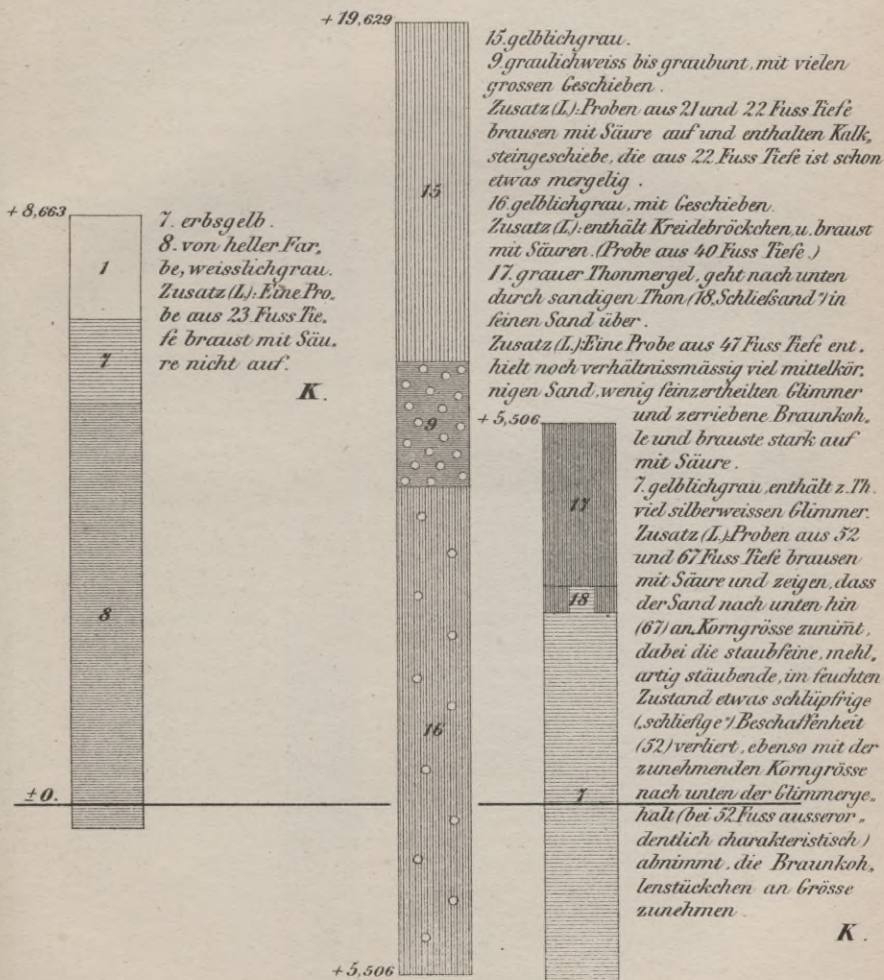 + 8,663
1
7
8
± 0.
7. erbsgelb.
8. von heller Far„
be, weisslichgrau.
Zusatz (L): Eine Pro„
be aus 23 Fuss Tie„
fe braust mit Säu„
re nicht auf.
K.
+ 19,629
15
9
16
+ 5,506
15. gelblichgrau.
9. graulichweiss bis graubunt, mit vielen
grossen Geschieben.
Zusatz (L): Proben aus 21 und 22 Fuss Tiefe
brausen mit Säure auf und enthalten Kalk„
steingeschiebe, die aus 22 Fuss Tiefe ist schon
etwas mergelig.
16. gelblichgrau, mit Geschieben.
Zusatz (L): enthält Kreidebröckchen, u. braust
mit Säuren. (Probe aus 40 Fuss Tiefe.)
17. grauer Thonmergel, geht nach unten
durch sandigen Thon (18„Schliefsand“) in
feinen Sand über.
Zusatz (L): Eine Probe aus 47 Fuss Tiefe ent„
hielt noch verhältnissmässig viel mittelkör„
nigen Sand, wenig feinzertheilten Glimmer
und zerriebene Braunkoh„
le und brauste stark auf
mit Säure.
7. gelblichgrau, enthält z. Th.
viel silberweissen Glimmer.
Zusatz (L): Proben aus 52
und 67 Fuss Tiefe brausen
mit Säure und zeigen, dass
der Sand nach unten hin
(67) an Korngrösse zunim̄t,
dabei die staubfeine, mehl„
artig stäubende, im feuchten
Zustand etwas schlüpfrige
(„schliefige“) Beschaffenheit
(52) verliert, ebenso mit der
zunehmenden Korngrösse
nach unten der Glimmerge„
halt (bei 52 Fuss ausseror„
dentlich charakteristisch)
abnimmt, die Braunkoh„
lenstückchen an Grösse
zunehmen.
K.
+ 5,506
17
18
7